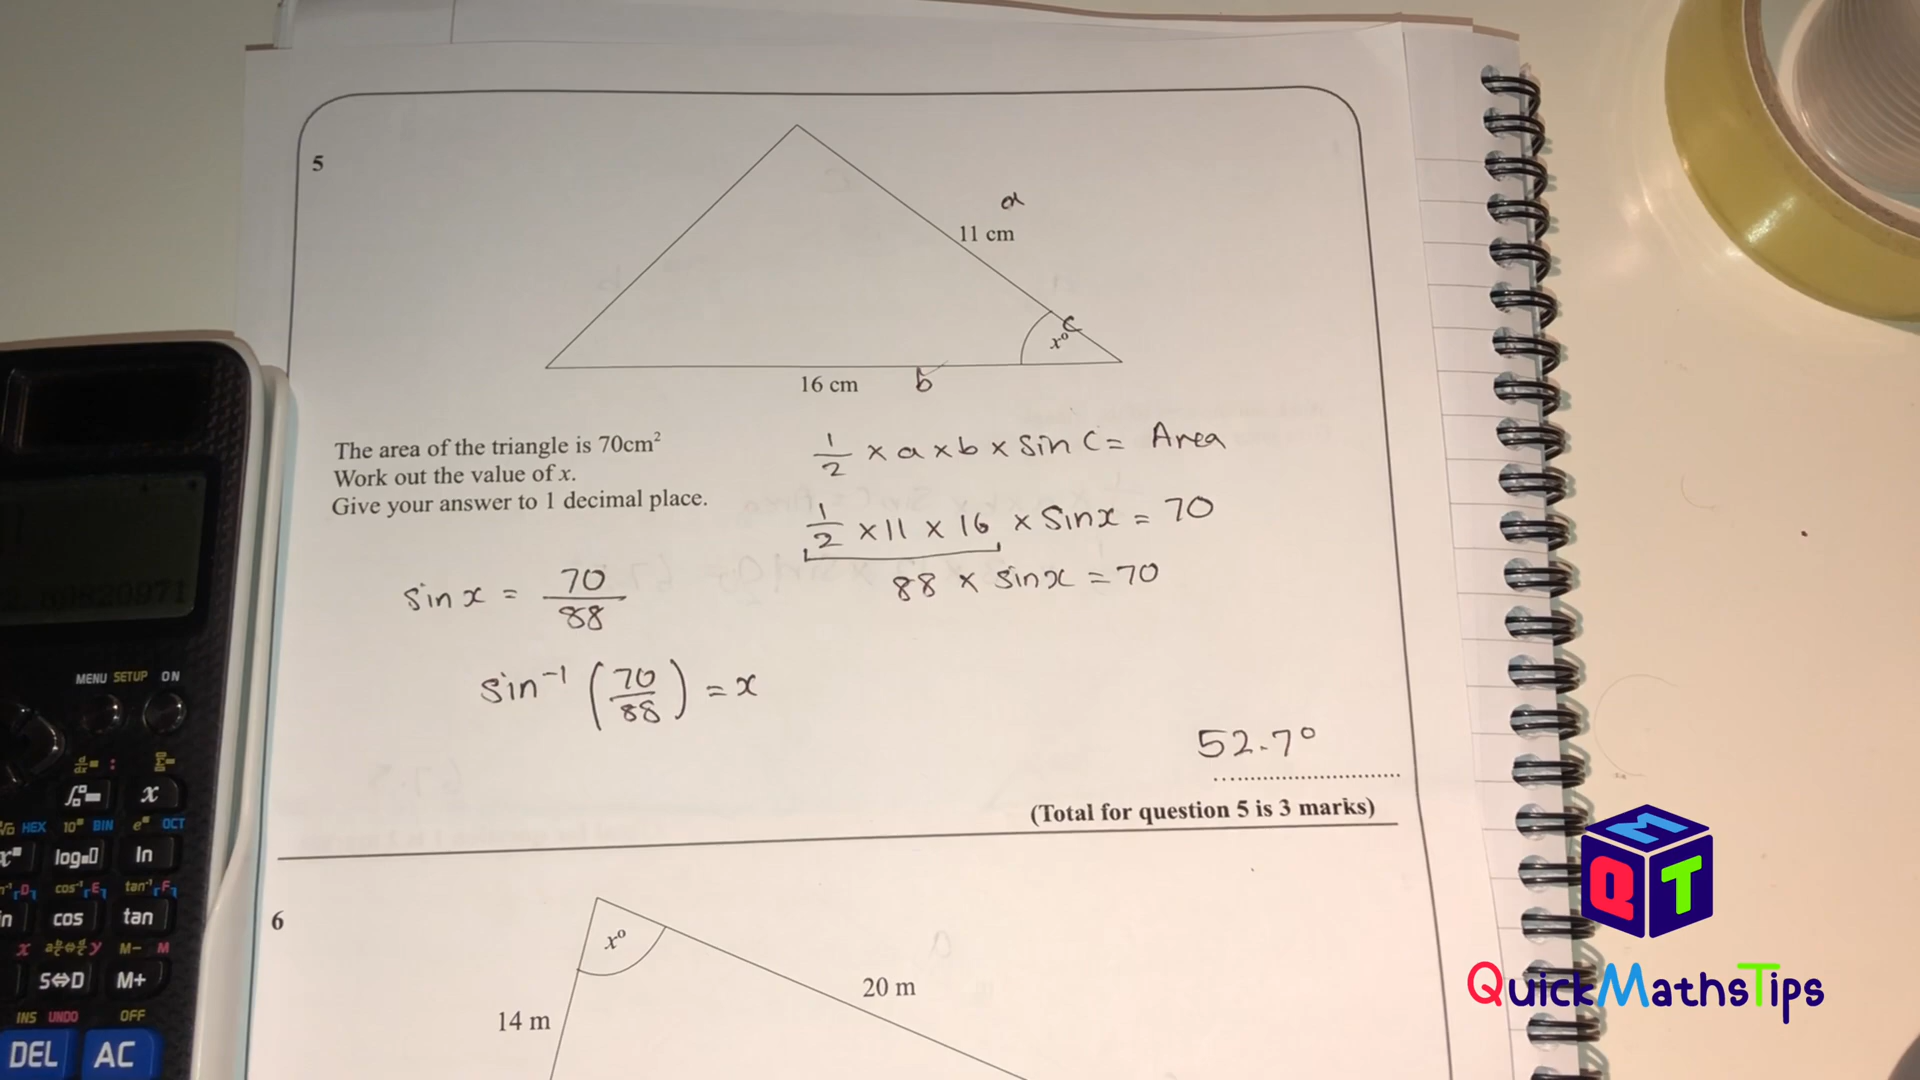 5
a
11 cm
C
x°
16 cm
b
The area of the triangle is 70cm²
Work out the value of x.
Give your answer to 1 decimal place.
1/2 × a × b × Sin C = Area
1/2 × 11 × 16 × Sin x = 70
88 × sin x = 70
sin x = 70/88
sin⁻¹ (70/88) = x
52.7°
(Total for question 5 is 3 marks)
6
x°
20 m
14 m
MENU SETUP ON
x
HEX 10■ BIN e■ OCT
log■□ ln
cos⁻¹ E tan⁻¹ F
cos tan
x y M– M
S⇔D M+
INS UNDO OFF
DEL AC
M
Q T
QuickMathsTips